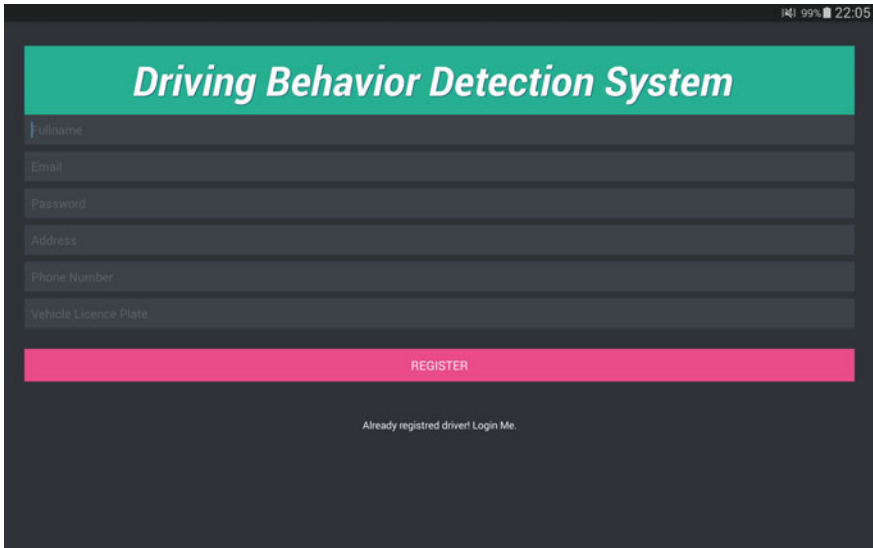 99% 22:05
Driving Behavior Detection System
Fullname
Email
Password
Address
Phone Number
Vehicle Licence Plate
REGISTER
Already registred driver! Login Me.